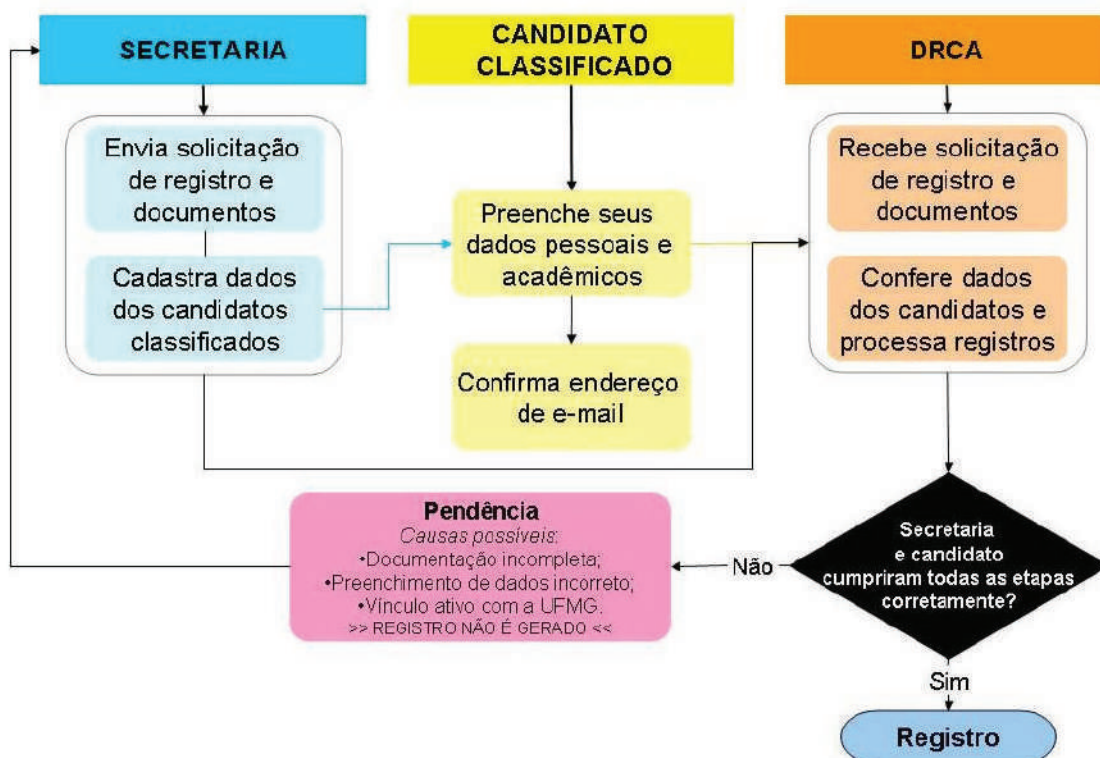 SECRETARIA
Envia solicitação
de registro e
documentos
Cadastra dados
dos candidatos
classificados
CANDIDATO
CLASSIFICADO
Preenche seus
dados pessoais e
acadêmicos
Confirma endereço
de e-mail
DRCA
Recebe solicitação
de registro e
documentos
Confere dados
dos candidatos e
processa registros
Secretaria
e candidato
cumpriram todas as etapas
corretamente?
Não
Pendência
Causas possíveis:
•Documentação incompleta;
•Preenchimento de dados incorreto;
•Vínculo ativo com a UFMG.
>> REGISTRO NÃO É GERADO <<
Sim
Registro